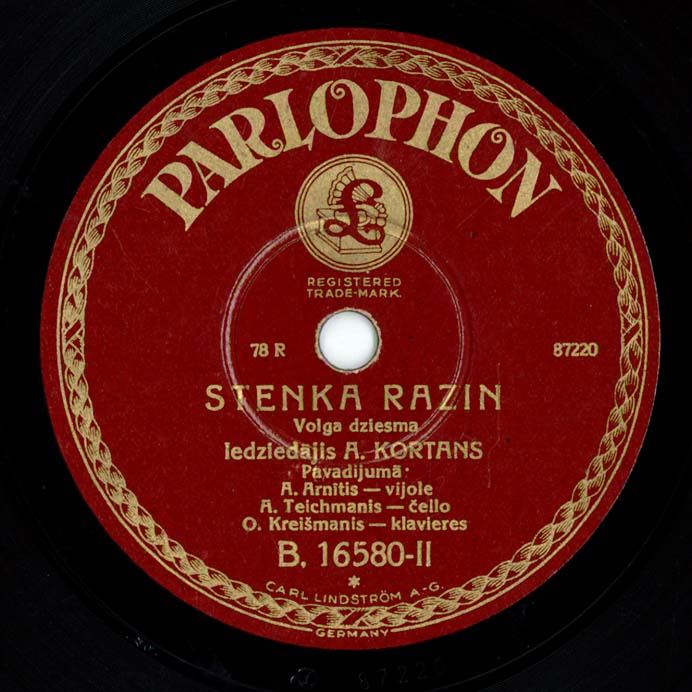 PARLOPHON
£
REGISTERED
TRADE-MARK.
78 R
87220
STENKA RAZIN
Volga dziesma
Iedziedājis A. KORTANS
Pavadijumā:
A. Arnītis — vijole
A. Teichmanis — čello
O. Kreišmanis — klavieres
B. 16580-II
*
CARL LINDSTRÖM A.-G.
GERMANY
87220